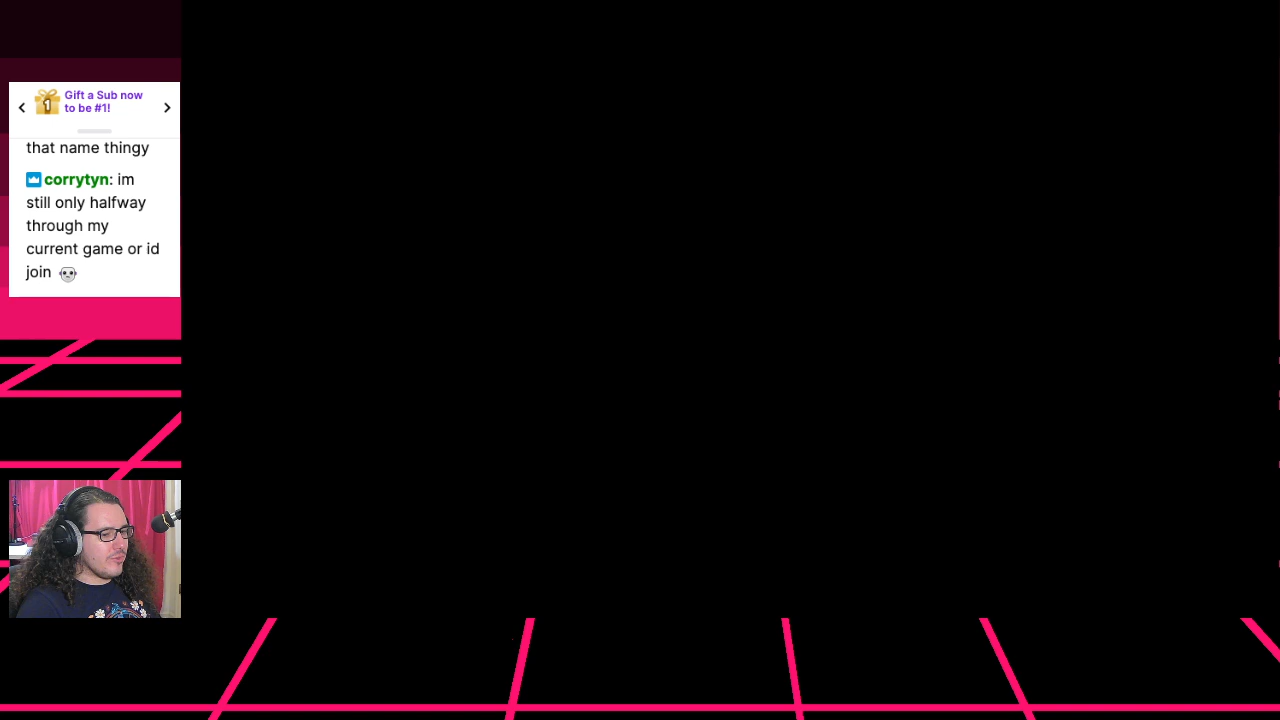 Gift a Sub now
to be #1!
1
that name thingy
corrytyn: im
still only halfway
through my
current game or id
join